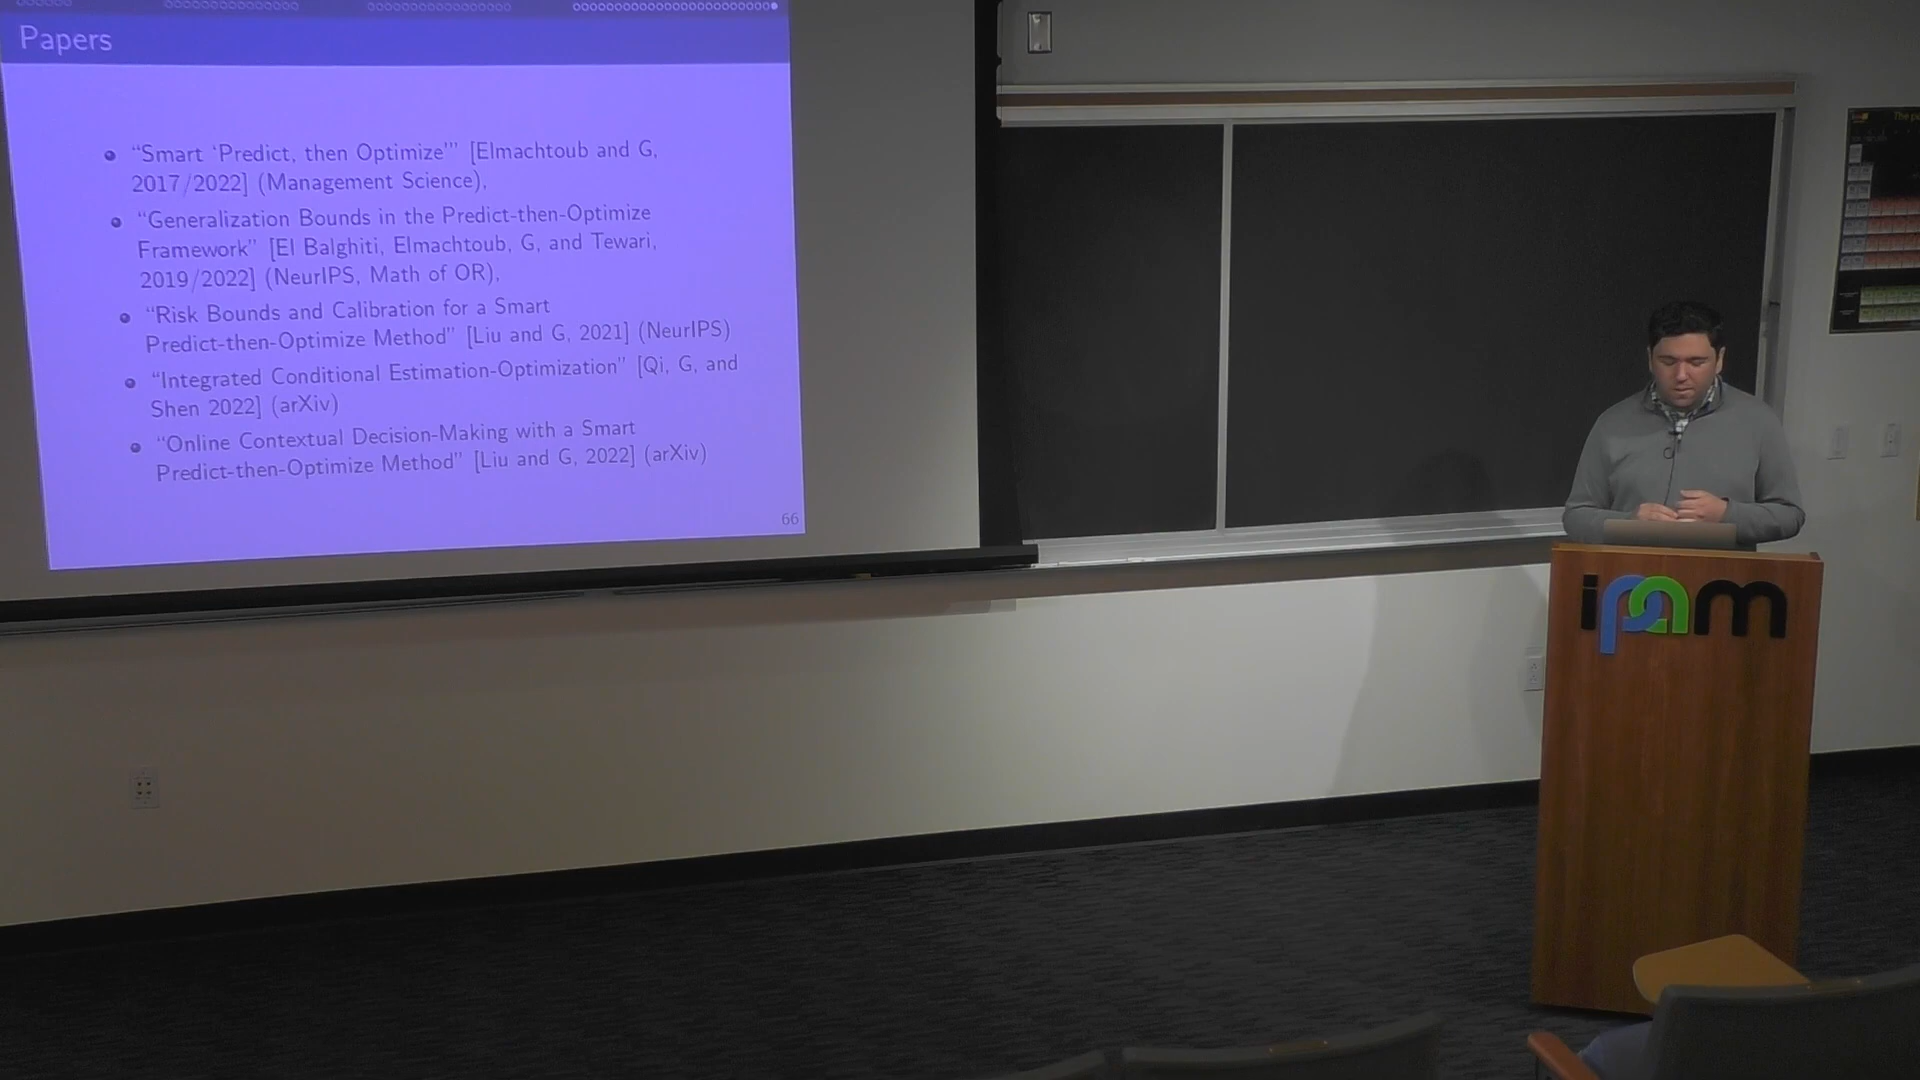 Papers
“Smart ‘Predict, then Optimize’” [Elmachtoub and G,
2017/2022] (Management Science),
“Generalization Bounds in the Predict-then-Optimize
Framework” [El Balghiti, Elmachtoub, G, and Tewari,
2019/2022] (NeurIPS, Math of OR),
“Risk Bounds and Calibration for a Smart
Predict-then-Optimize Method” [Liu and G, 2021] (NeurIPS)
“Integrated Conditional Estimation-Optimization” [Qi, G, and
Shen 2022] (arXiv)
“Online Contextual Decision-Making with a Smart
Predict-then-Optimize Method” [Liu and G, 2022] (arXiv)
66
ipam
The